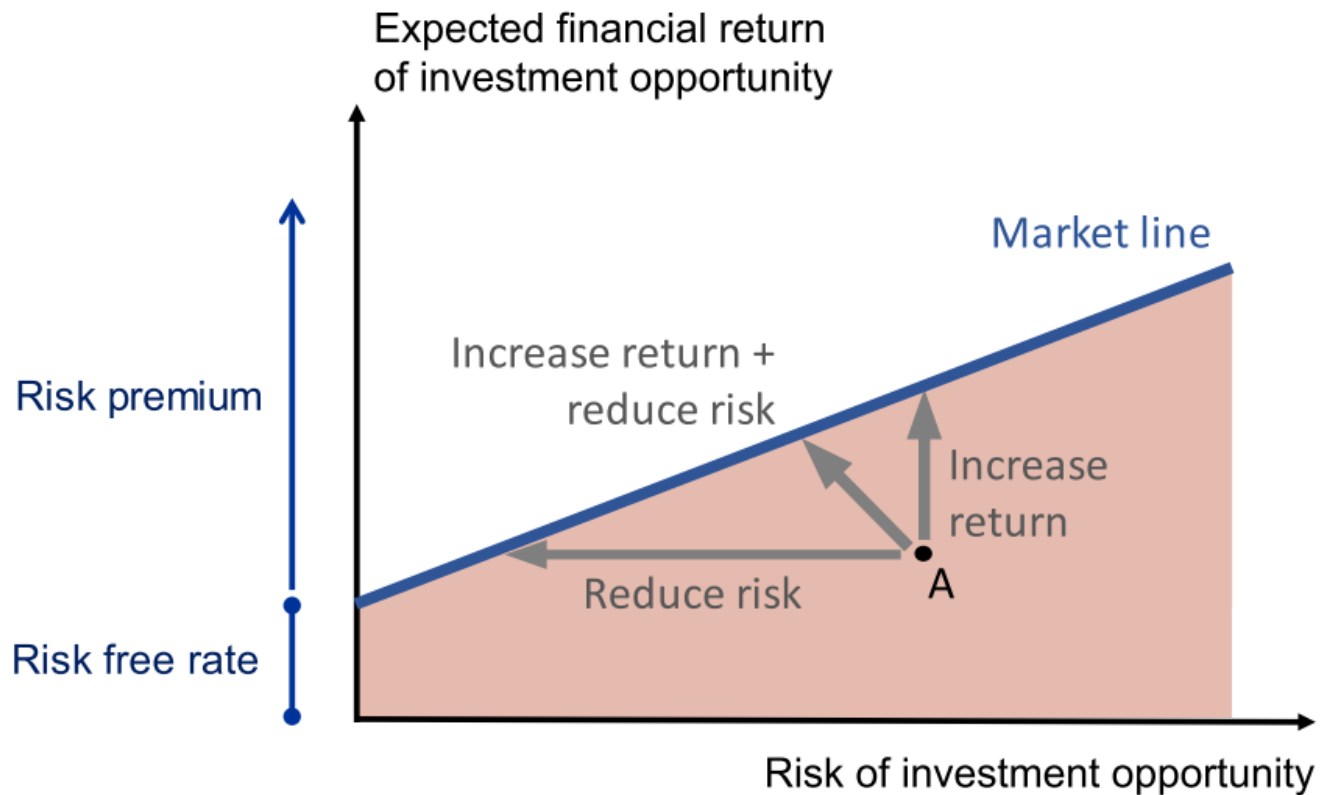 Expected financial return
of investment opportunity
Market line
Increase return +
reduce risk
Risk premium
Increase
return
A
Reduce risk
Risk free rate
Risk of investment opportunity